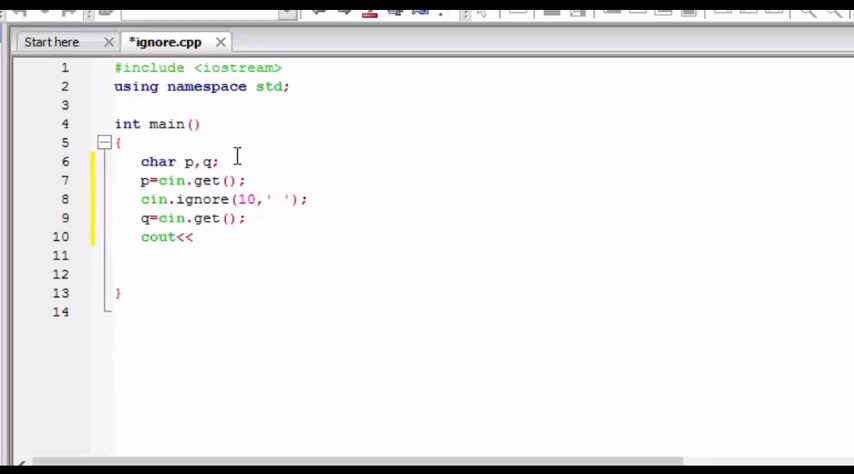 Start here *ignore.cpp
1 #include <iostream>
2 using namespace std;
3
4 int main()
5 {
6 char p,q;
7 p=cin.get();
8 cin.ignore(10,' ');
9 q=cin.get();
10 cout<<
11
12
13 }
14